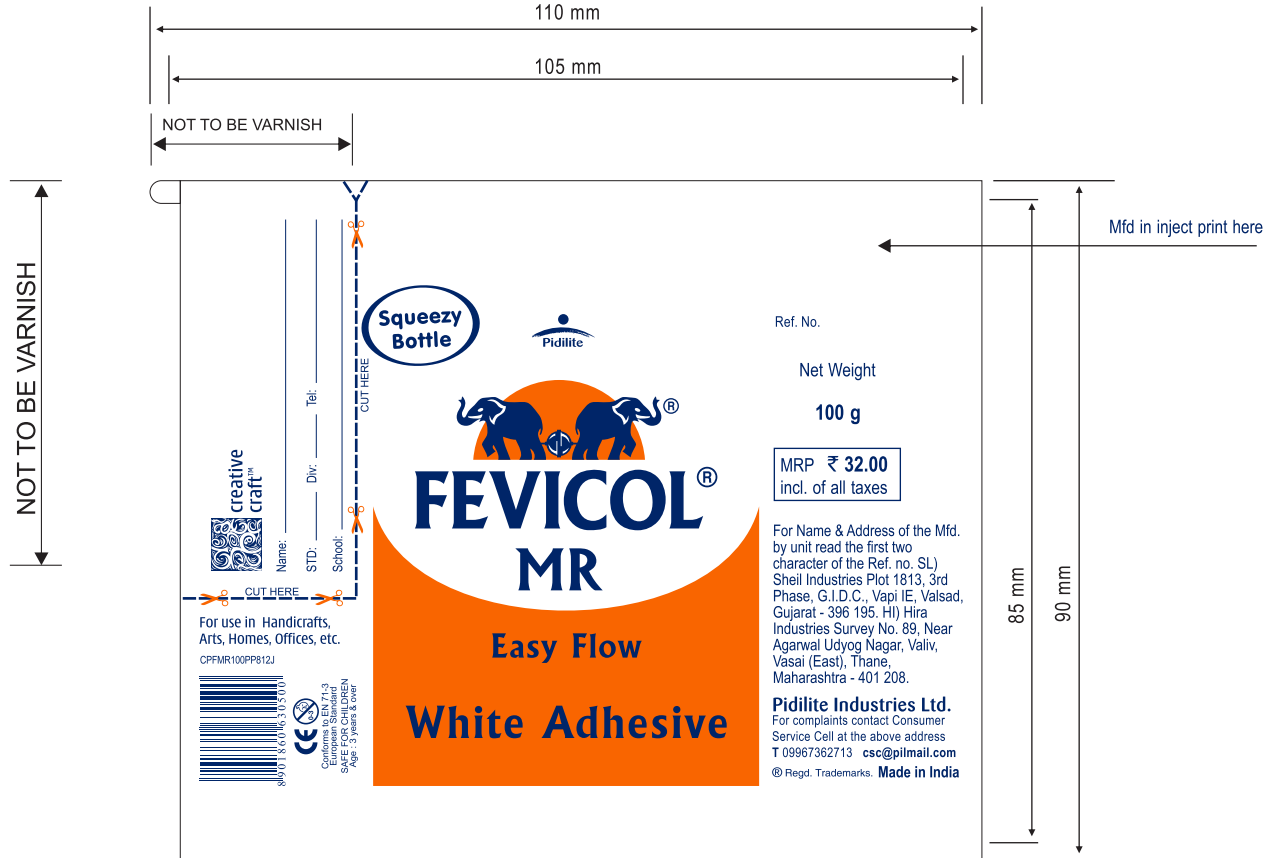 110 mm
105 mm
NOT TO BE VARNISH
NOT TO BE VARNISH
Mfd in inject print here
85 mm
90 mm
creative
craft™
Name:
STD: Div: Tel:
School:
CUT HERE
CUT HERE
For use in Handicrafts,
Arts, Homes, Offices, etc.
CPFMR100PP812J
8901860630500
CE
0-3
Conforms to EN 71-3
European Standard
SAFE FOR CHILDREN
Age : 3 years & over
Squeezy
Bottle
Pidilite
®
FEVICOL®
MR
Easy Flow
White Adhesive
Ref. No.
Net Weight
100 g
MRP ₹ 32.00
incl. of all taxes
For Name & Address of the Mfd.
by unit read the first two
character of the Ref. no. SL)
Sheil Industries Plot 1813, 3rd
Phase, G.I.D.C., Vapi IE, Valsad,
Gujarat - 396 195. HI) Hira
Industries Survey No. 89, Near
Agarwal Udyog Nagar, Valiv,
Vasai (East), Thane,
Maharashtra - 401 208.
Pidilite Industries Ltd.
For complaints contact Consumer
Service Cell at the above address
T 09967362713 csc@pilmail.com
® Regd. Trademarks. Made in India